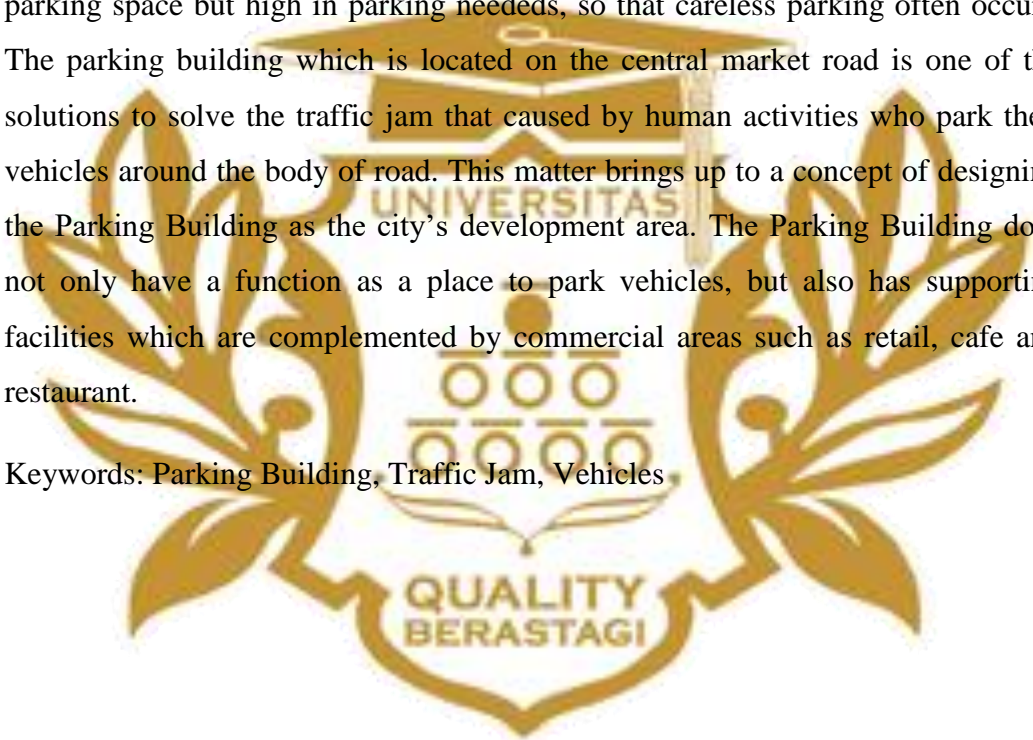 parking space but high in parking neededs, so that careless parking often occur
The parking building which is located on the central market road is one of t
solutions to solve the traffic jam that caused by human activities who park the
vehicles around the body of road. This matter brings up to a concept of designi
the Parking Building as the city's development area. The Parking Building do
not only have a function as a place to park vehicles, but also has supporti
facilities which are complemented by commercial areas such as retail, cafe a
restaurant.
Keywords: Parking Building, Traffic Jam, Vehicles
UNIVERSITAS
QUALITY
BERASTAGI